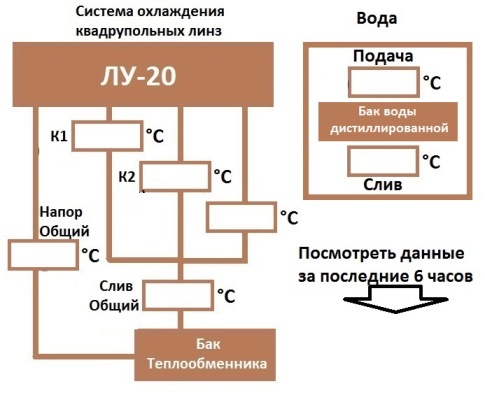 Система охлаждения
квадрупольных линз
ЛУ-20
К1
°C
К2
°C
°C
Напор
Общий
°C
Слив
Общий
°C
Бак
Теплообменника
Вода
Подача
°C
Бак воды
дистиллированной
°C
Слив
Посмотреть данные
за последние 6 часов